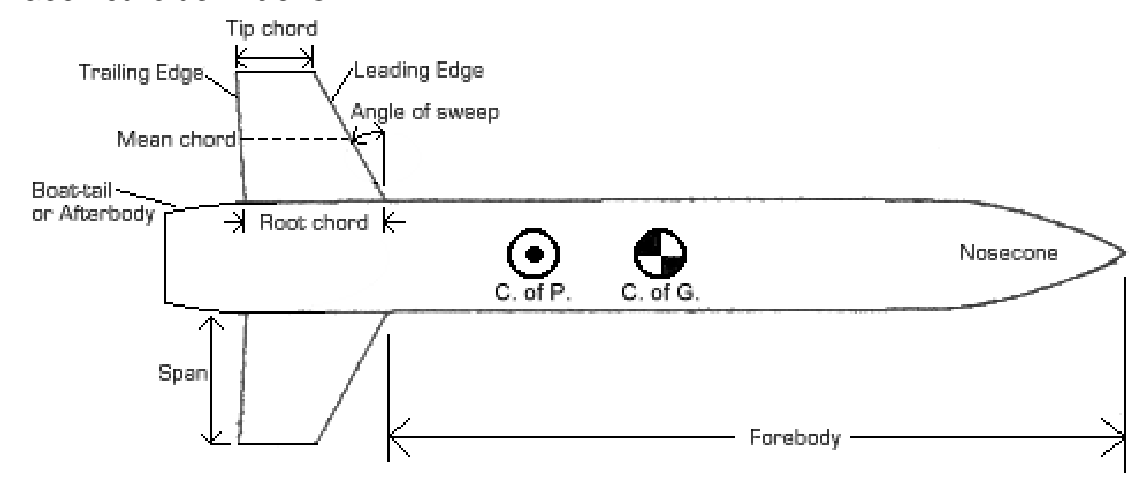 Tip chord
Trailing Edge
Leading Edge
Angle of sweep
Mean chord
Boat-tail
or Afterbody
Root chord
Nosecone
C. of P.
C. of G.
Span
Forebody